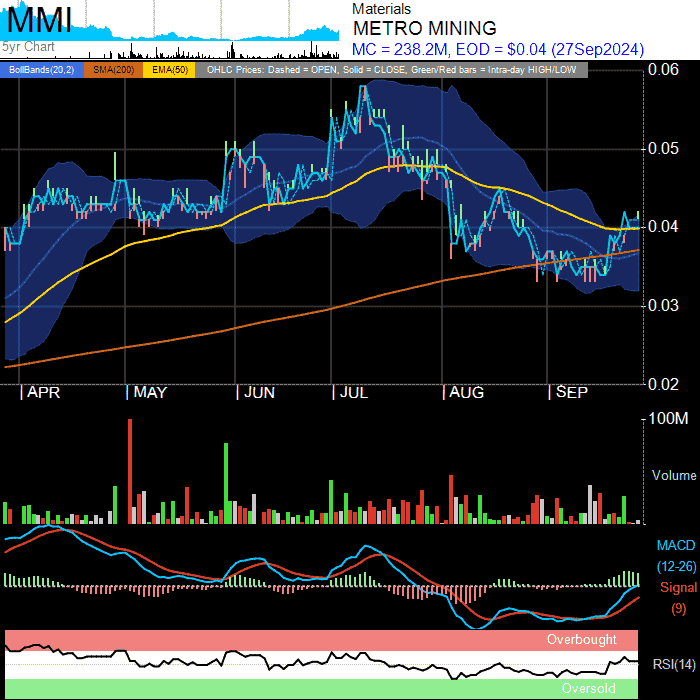 MMI
5yr Chart
Materials
METRO MINING
MC = 238.2M, EOD = $0.04 (27Sep2024)
BollBands(20,2) SMA(200) EMA(50) OHLC Prices: Dashed = OPEN, Solid = CLOSE, Green/Red bars = Intra-day HIGH/LOW
0.06
0.05
0.04
0.03
0.02
APR MAY JUN JUL AUG SEP
100M
Volume
MACD
(12-26)
Signal
(9)
Overbought
RSI(14)
Oversold